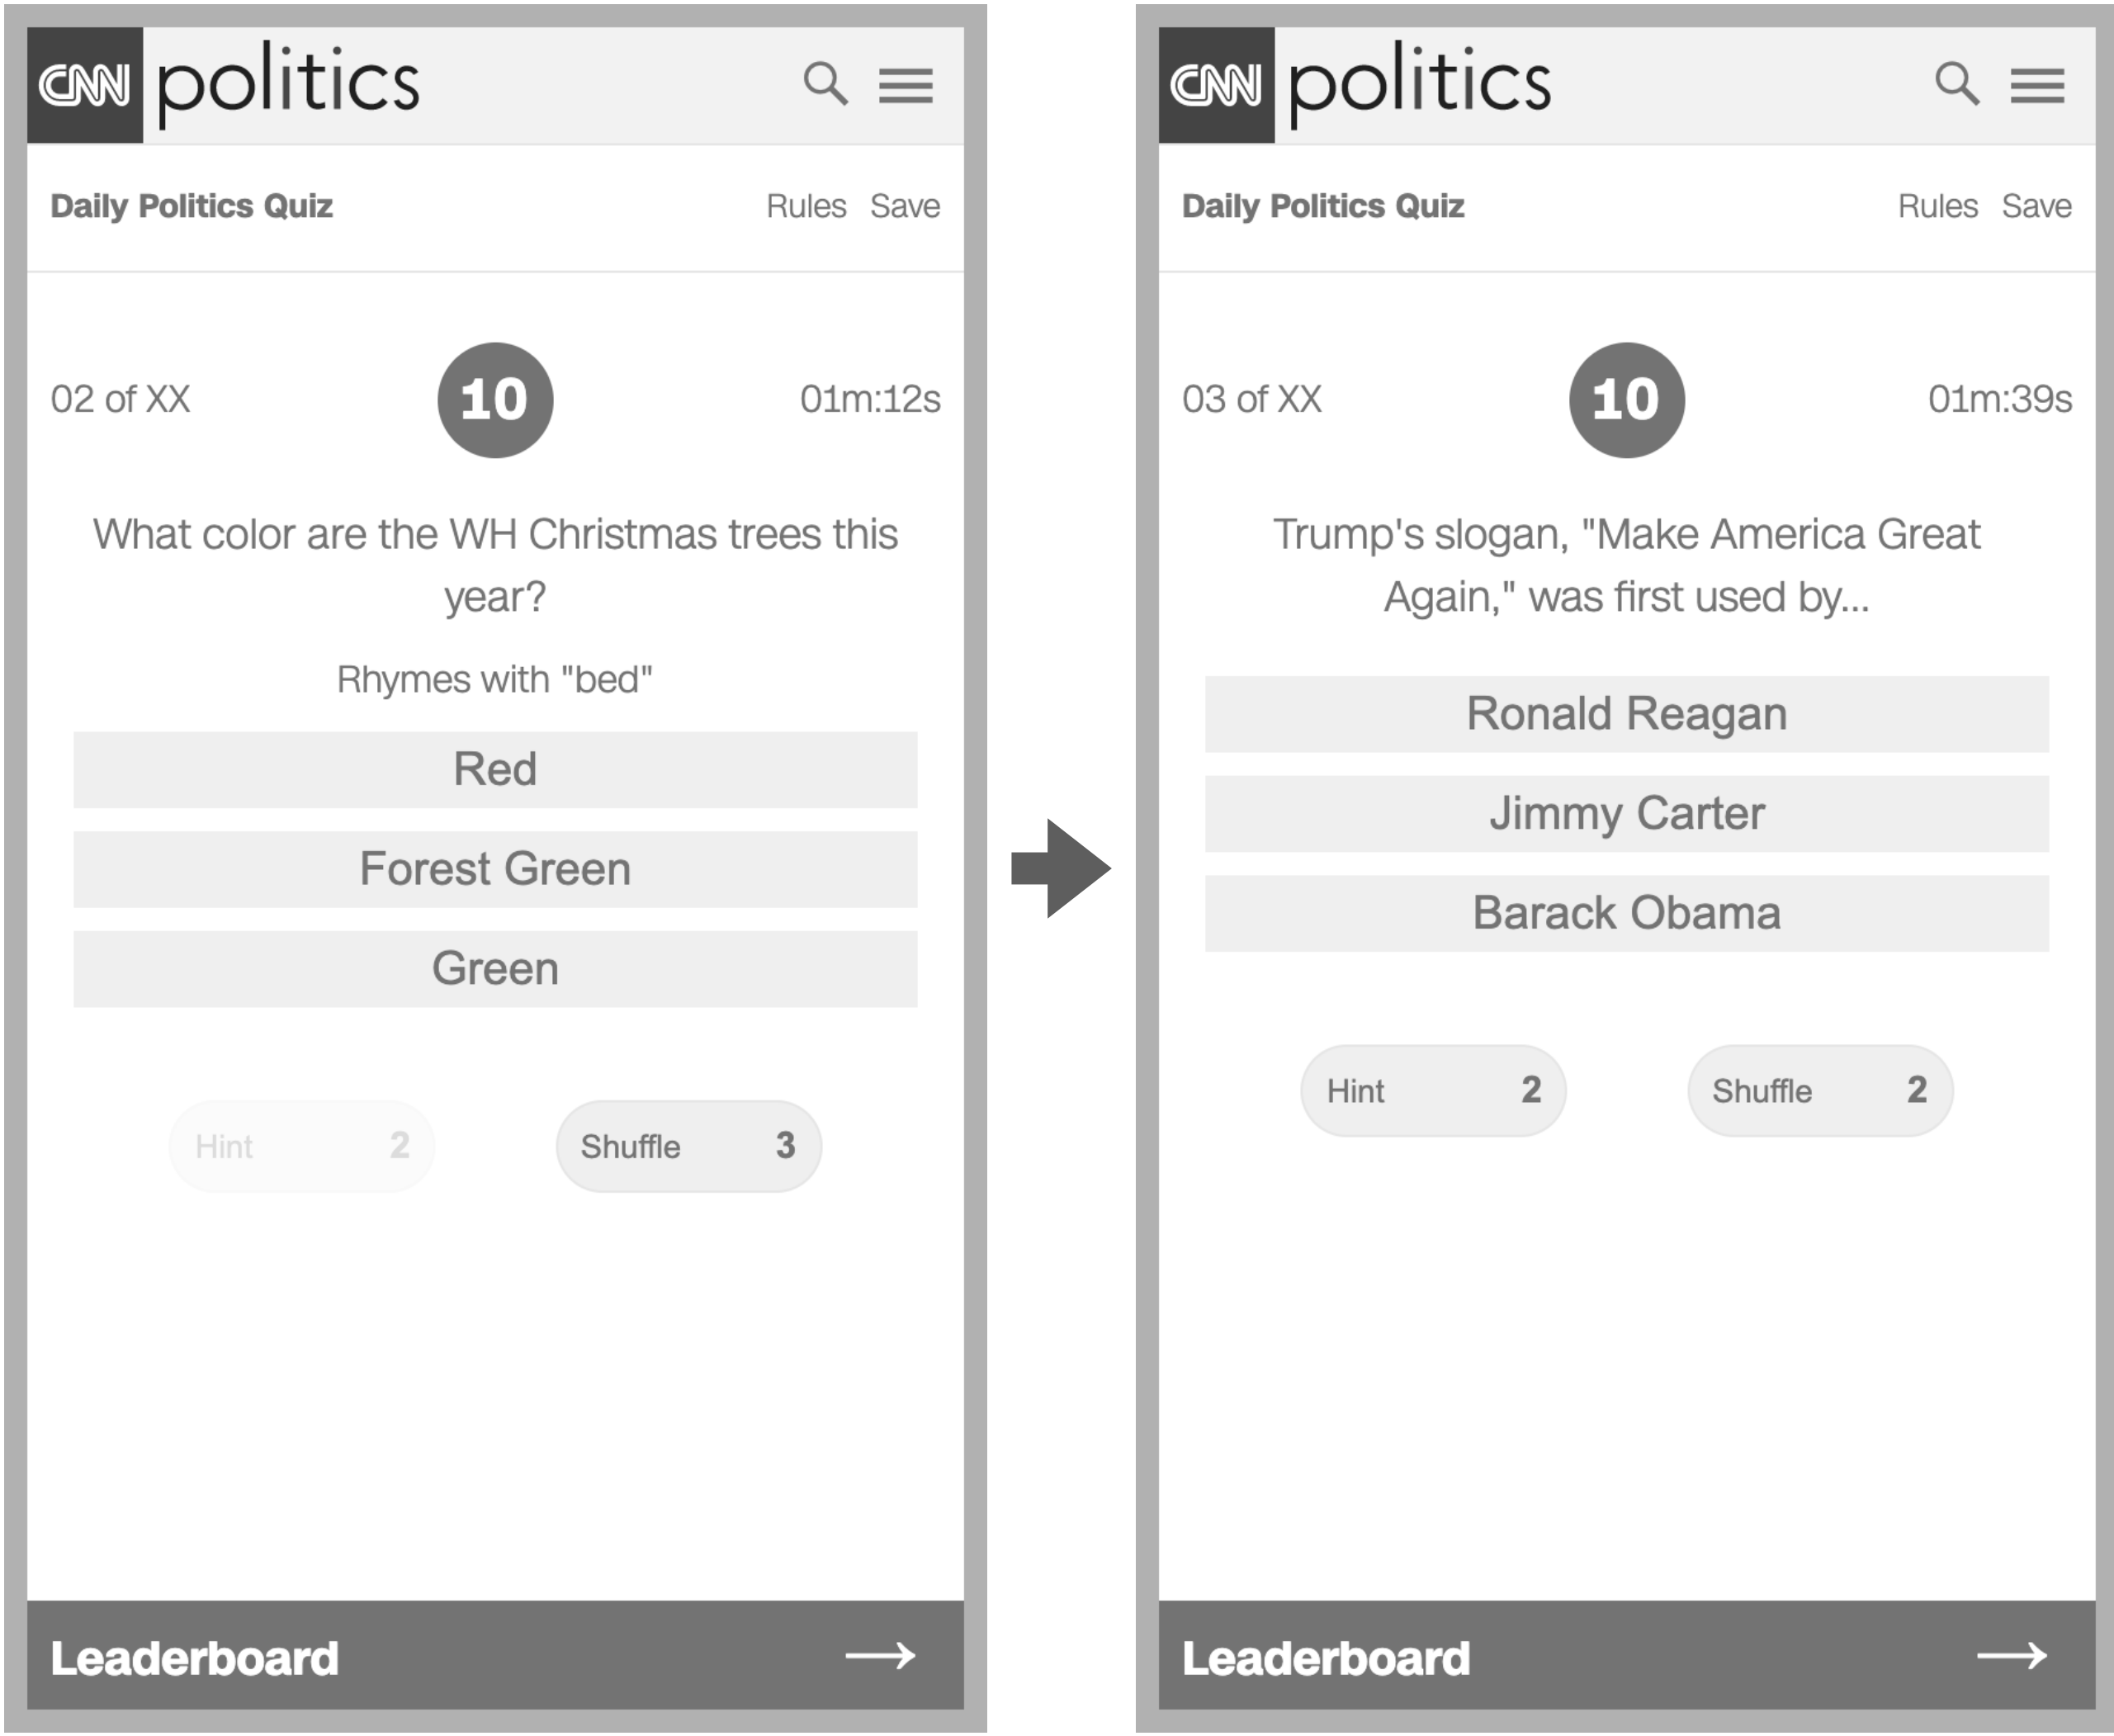 CNN politics
Daily Politics Quiz Rules Save
02 of XX 10 01m:12s
What color are the WH Christmas trees this
year?
Rhymes with "bed"
Red
Forest Green
Green
Hint 2 Shuffle 3
Leaderboard
CNN politics
Daily Politics Quiz Rules Save
03 of XX 10 01m:39s
Trump's slogan, "Make America Great
Again," was first used by...
Ronald Reagan
Jimmy Carter
Barack Obama
Hint 2 Shuffle 2
Leaderboard